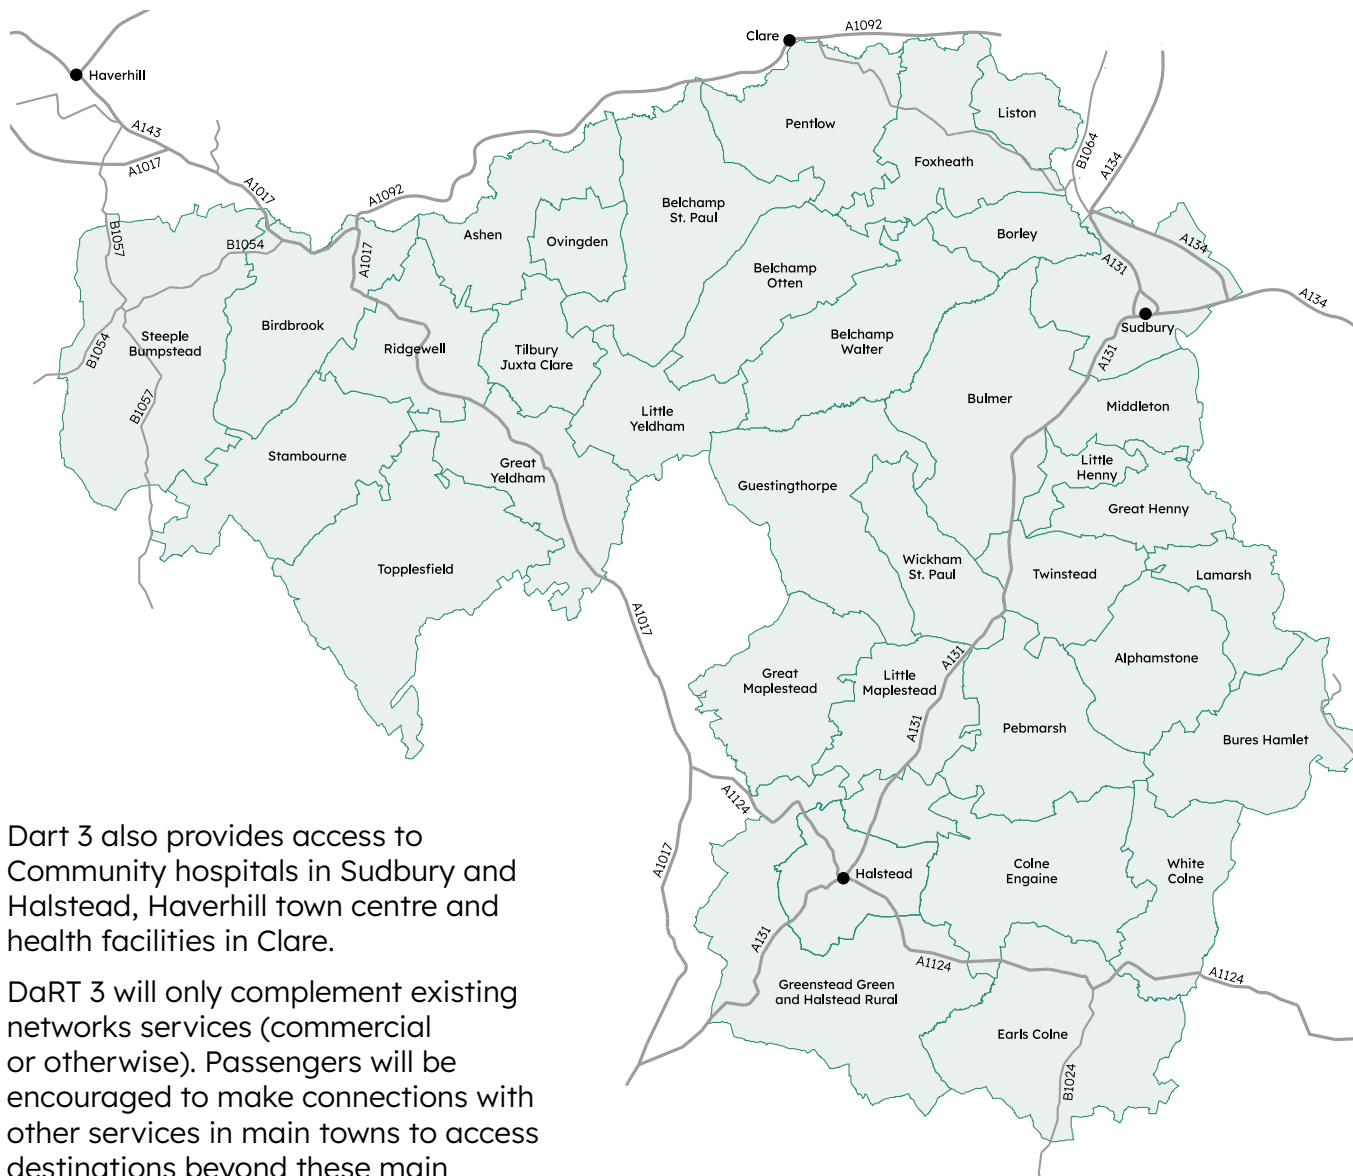 Clare
A1092
Haverhill
Liston
Pentlow
A143
B1064
A134
Foxheath
A1017
A1017
A1092
Belchamp
St. Paul
B1057
B1054
Ashen
Ovingden
Borley
A134
A1017
A131
Belchamp
Otten
A134
Birdbrook
Sudbury
Steeple
Bumpstead
Ridgewell
Tilbury
Juxta Clare
Belchamp
Walter
B1054
A131
B1057
Bulmer
Middleton
Little
Yeldham
Stambourne
Great
Yeldham
Little
Henny
Guestingthorpe
Great Henny
Topplesfield
Wickham
St. Paul
Twinstead
Lamarsh
A1017
A131
Alphamstone
Great
Maplestead
Little
Maplestead
A131
Pebmarsh
Bures Hamlet
A1124
A1017
Halstead
Colne
Engaine
White
Colne
A131
A1124
A1124
Greenstead Green
and Halstead Rural
Earls Colne
B1024
Dart 3 also provides access to
Community hospitals in Sudbury and
Halstead, Haverhill town centre and
health facilities in Clare.
DaRT 3 will only complement existing
networks services (commercial
or otherwise). Passengers will be
encouraged to make connections with
other services in main towns to access
destinations beyond these main